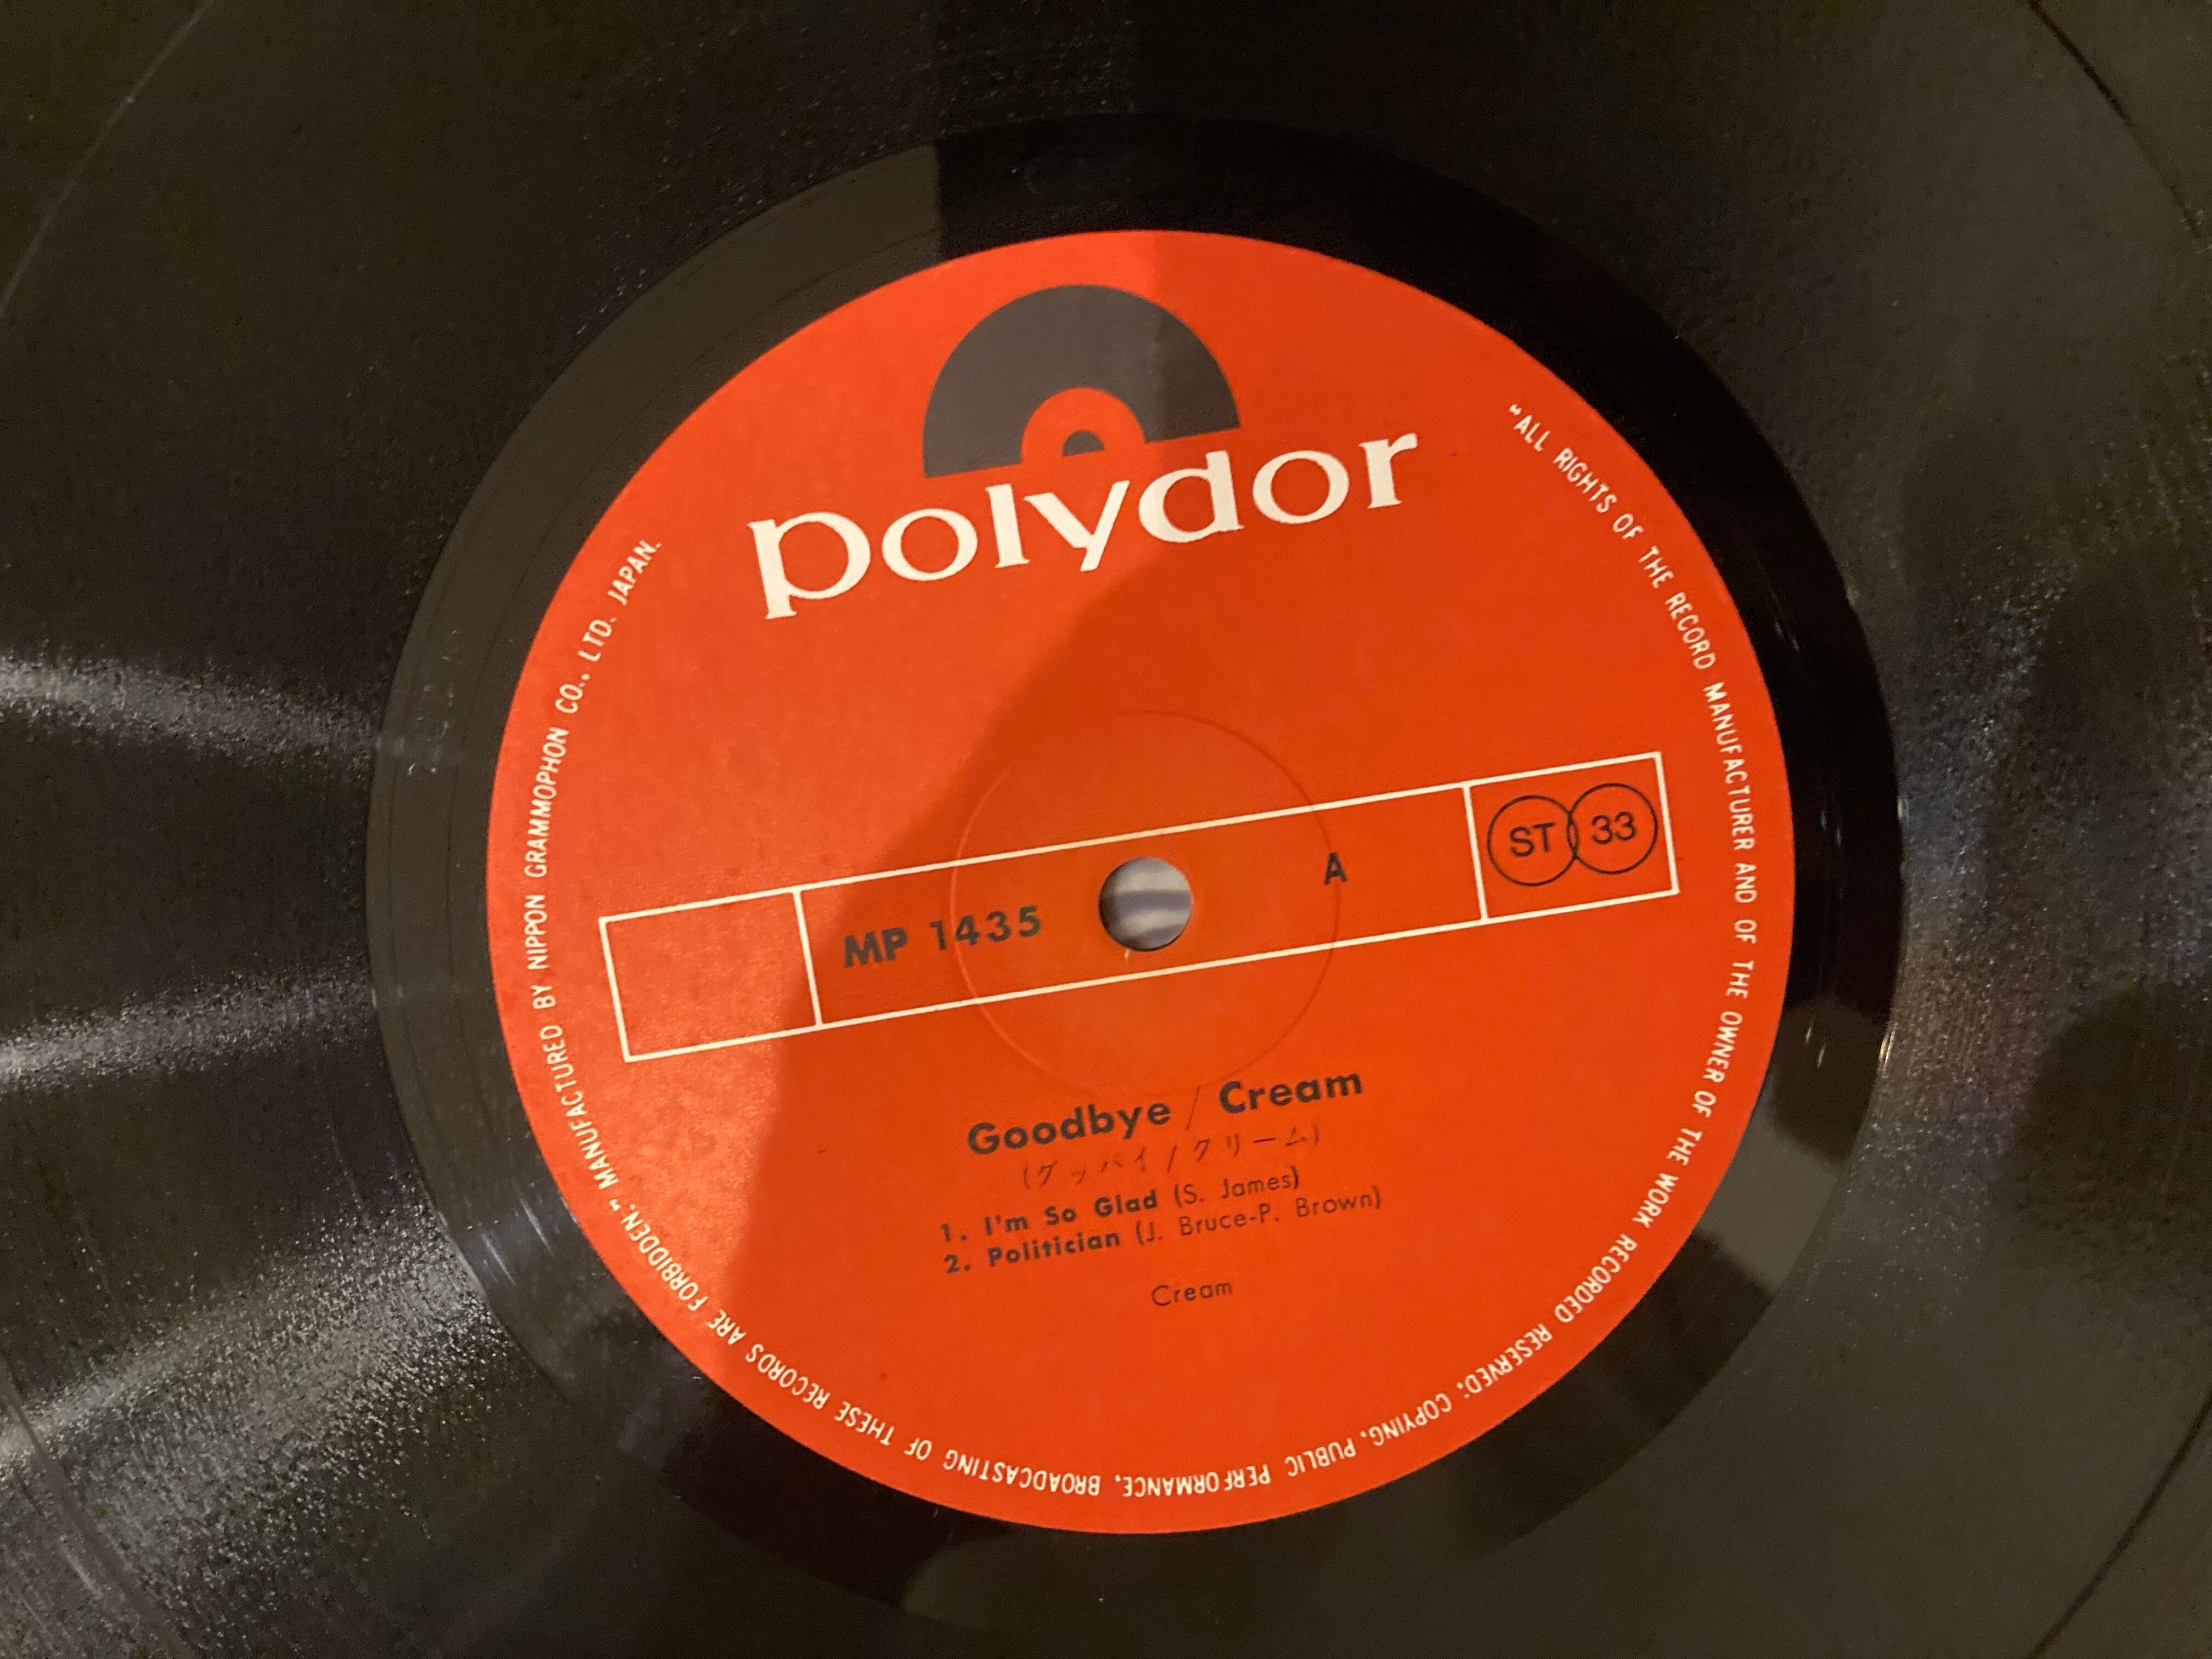 polydor
MP 1435 A ST 33
Goodbye / Cream
(グッバイ / クリーム)
1. I'm So Glad (S. James)
2. Politician (J. Bruce-P. Brown)
Cream
"ALL RIGHTS OF THE RECORD MANUFACTURER AND OF THE OWNER OF THE WORK RECORDED RESERVED; COPYING, PUBLIC PERFORMANCE, BROADCASTING OF THESE RECORDS ARE FORBIDDEN." MANUFACTURED BY NIPPON GRAMMOPHON CO., LTD. JAPAN.